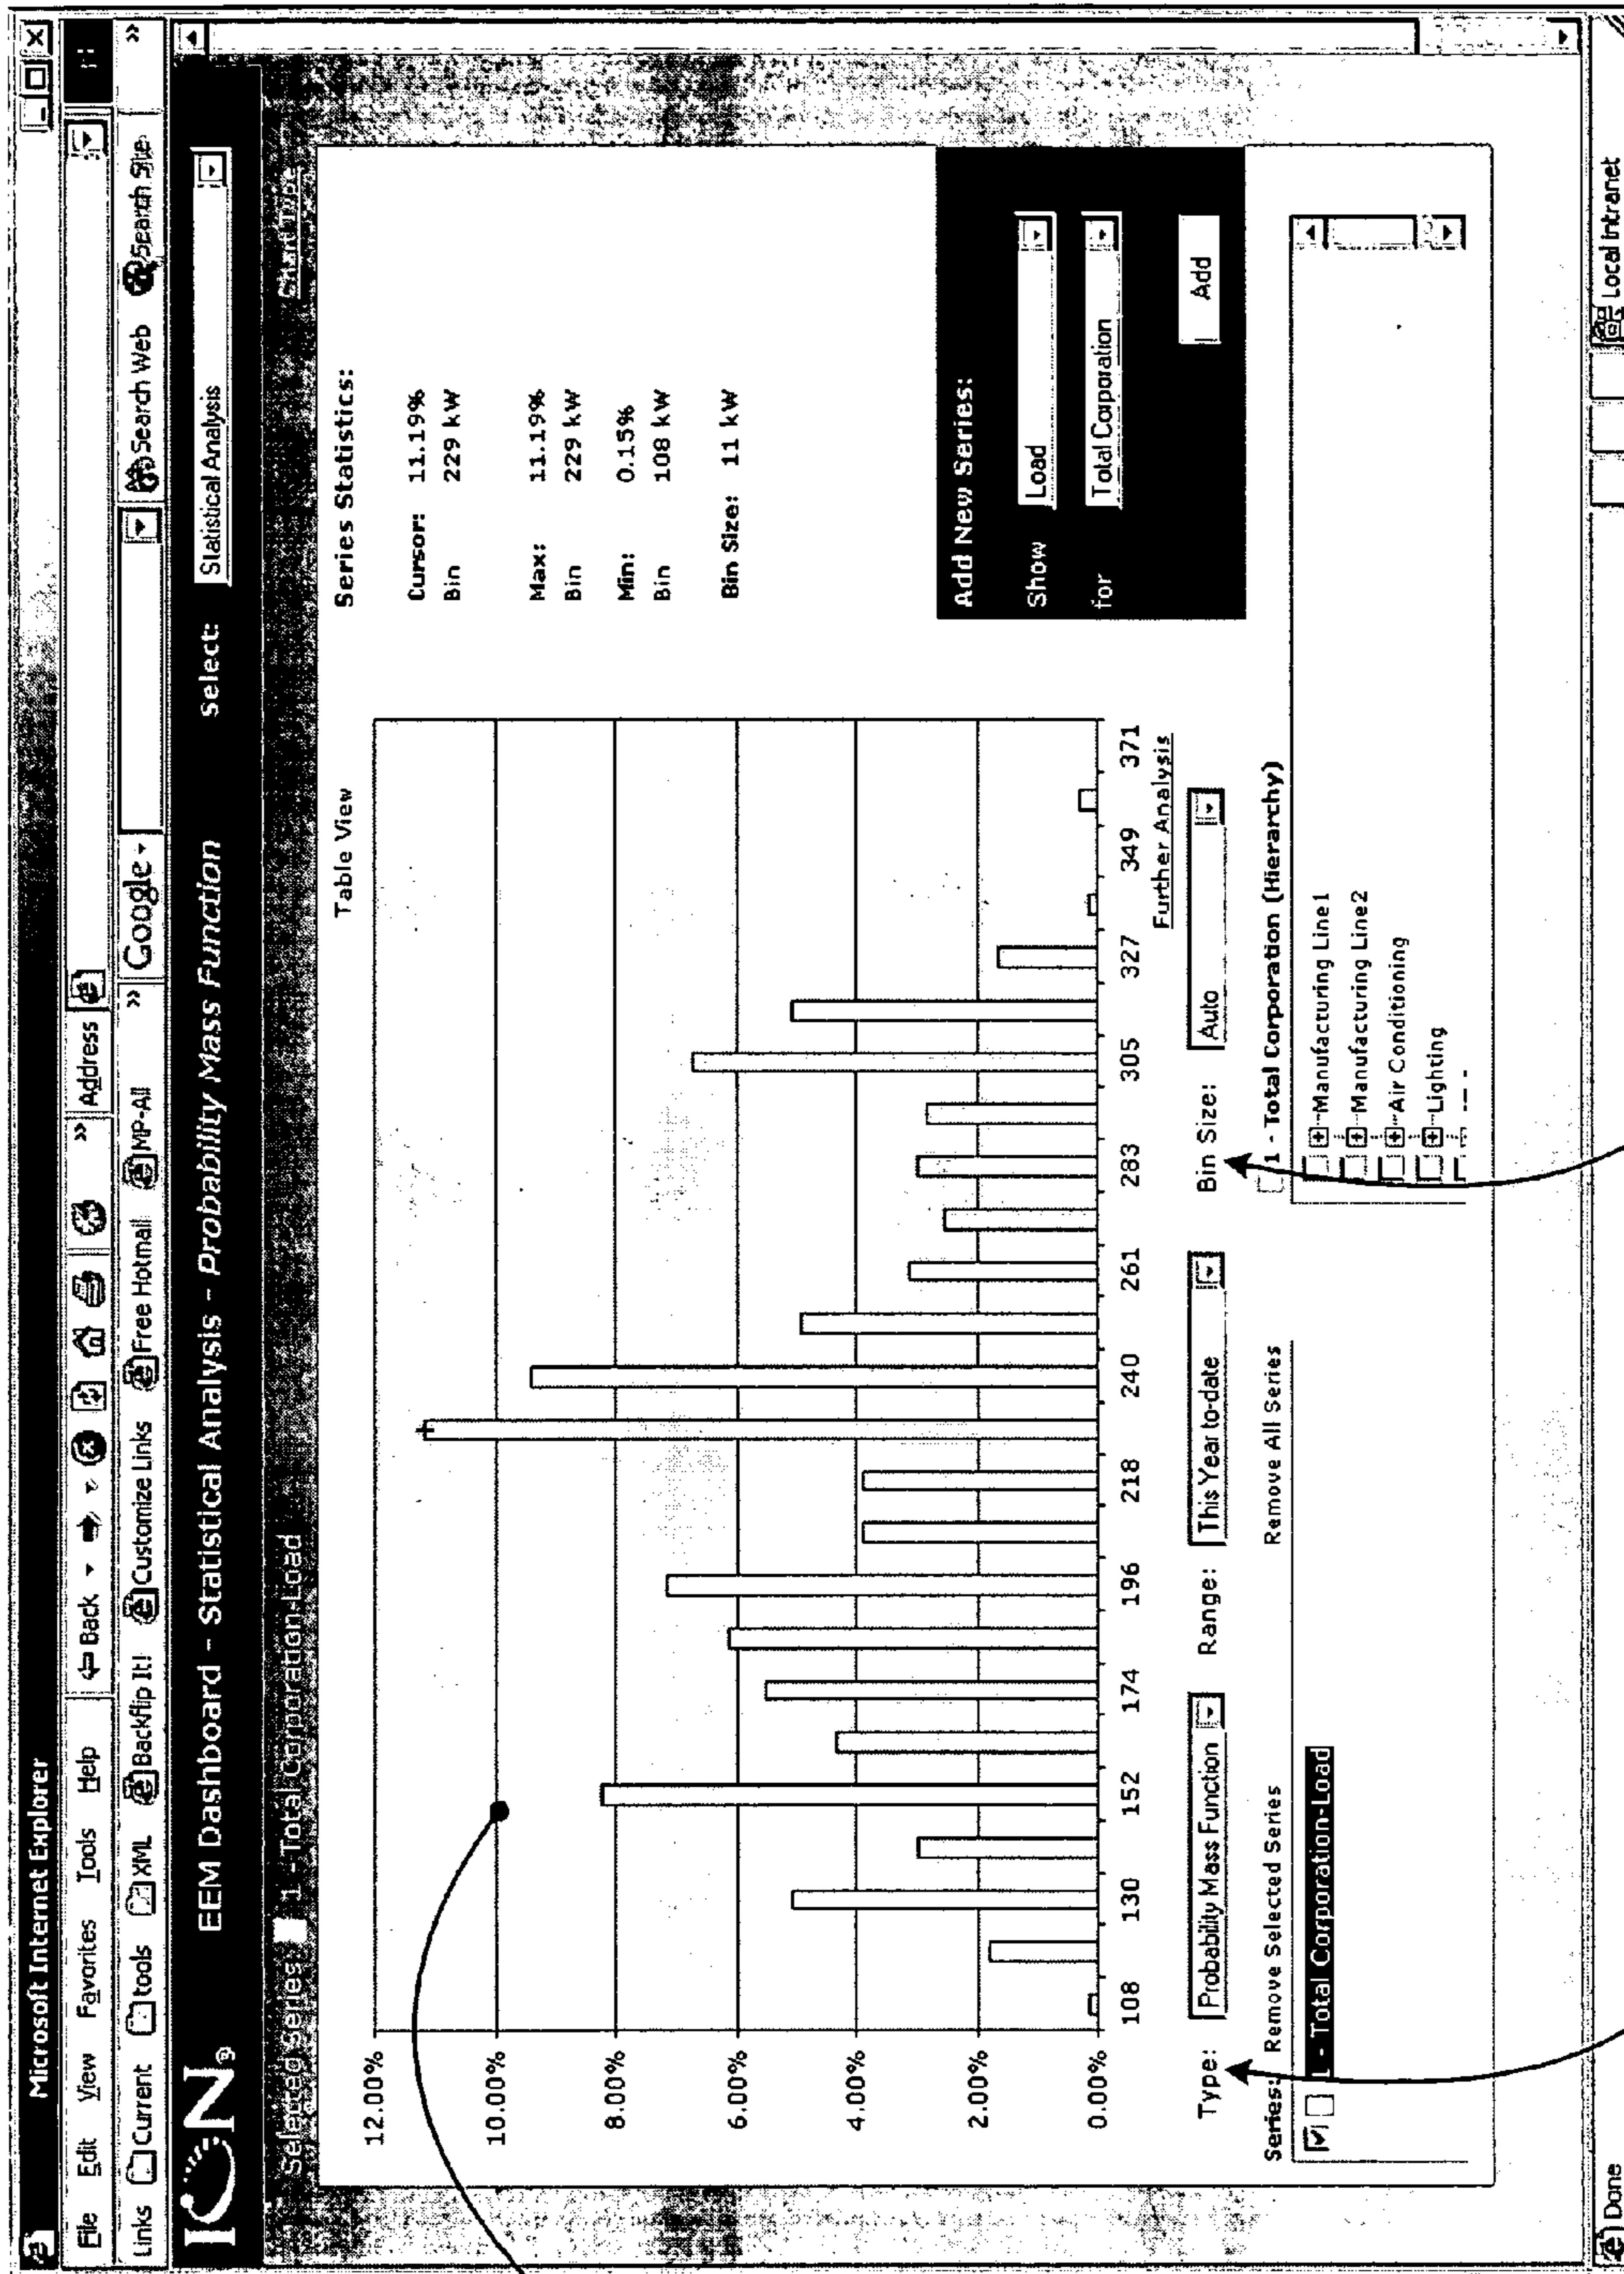 Microsoft Internet Explorer
File Edit View Favorites Tools Help Back » Address
Links Current tools XML Backflip It! Customize Links Free Hotmail MP-All » Google Search Web Search Site »
ION® EEM Dashboard - Statistical Analysis - Probability Mass Function select: Statistical Analysis
Selected Series 1 - Total Corporation-Load Chart Type
Table View
12.00%
10.00%
8.00%
6.00%
4.00%
2.00%
0.00%
108 130 152 174 196 218 240 261 283 305 327 349 371
Further Analysis
Series Statistics:
Cursor: 11.19%
Bin 229 kW
Max: 11.19%
Bin 229 kW
Min: 0.15%
Bin 108 kW
Bin Size: 11 kW
Add New Series:
Show Load
for Total Corporation
Add
Type: Probability Mass Function Range: This Year to-date Bin Size: Auto
Series: Remove Selected Series Remove All Series
1 - Total Corporation-Load
1 - Total Corporation (Hierarchy)
Manufacturing Line1
Manufacturing Line2
Air Conditioning
Lighting
Done Local intranet